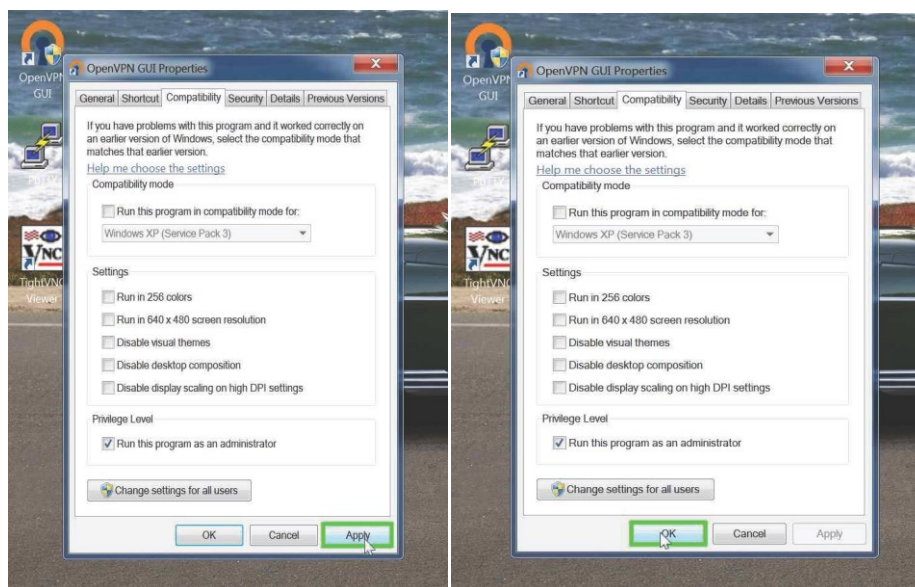 OpenVPN
GUI
VNC
TightVNC
Viewer
OpenVPN GUI Properties
General Shortcut Compatibility Security Details Previous Versions
If you have problems with this program and it worked correctly on
an earlier version of Windows, select the compatibility mode that
matches that earlier version.
Help me choose the settings
Compatibility mode
Run this program in compatibility mode for:
Windows XP (Service Pack 3)
Settings
Run in 256 colors
Run in 640 x 480 screen resolution
Disable visual themes
Disable desktop composition
Disable display scaling on high DPI settings
Privilege Level
Run this program as an administrator
Change settings for all users
OK Cancel Apply
OpenVPN
GUI
VNC
TightVNC
Viewer
OpenVPN GUI Properties
General Shortcut Compatibility Security Details Previous Versions
If you have problems with this program and it worked correctly on
an earlier version of Windows, select the compatibility mode that
matches that earlier version.
Help me choose the settings
Compatibility mode
Run this program in compatibility mode for:
Windows XP (Service Pack 3)
Settings
Run in 256 colors
Run in 640 x 480 screen resolution
Disable visual themes
Disable desktop composition
Disable display scaling on high DPI settings
Privilege Level
Run this program as an administrator
Change settings for all users
OK Cancel Apply